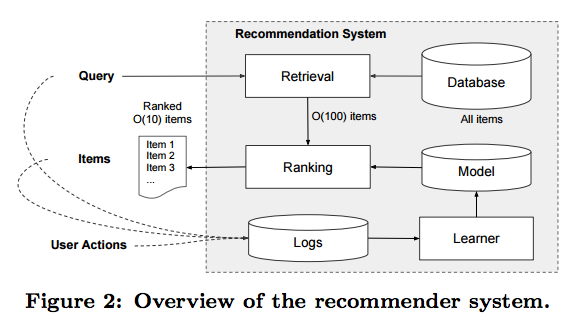 Recommendation System
Query
Retrieval
Database
Ranked
O(10) items
O(100) items
All items
Items
Item 1
Item 2
Item 3
...
Ranking
Model
User Actions
Logs
Learner
Figure 2: Overview of the recommender system.